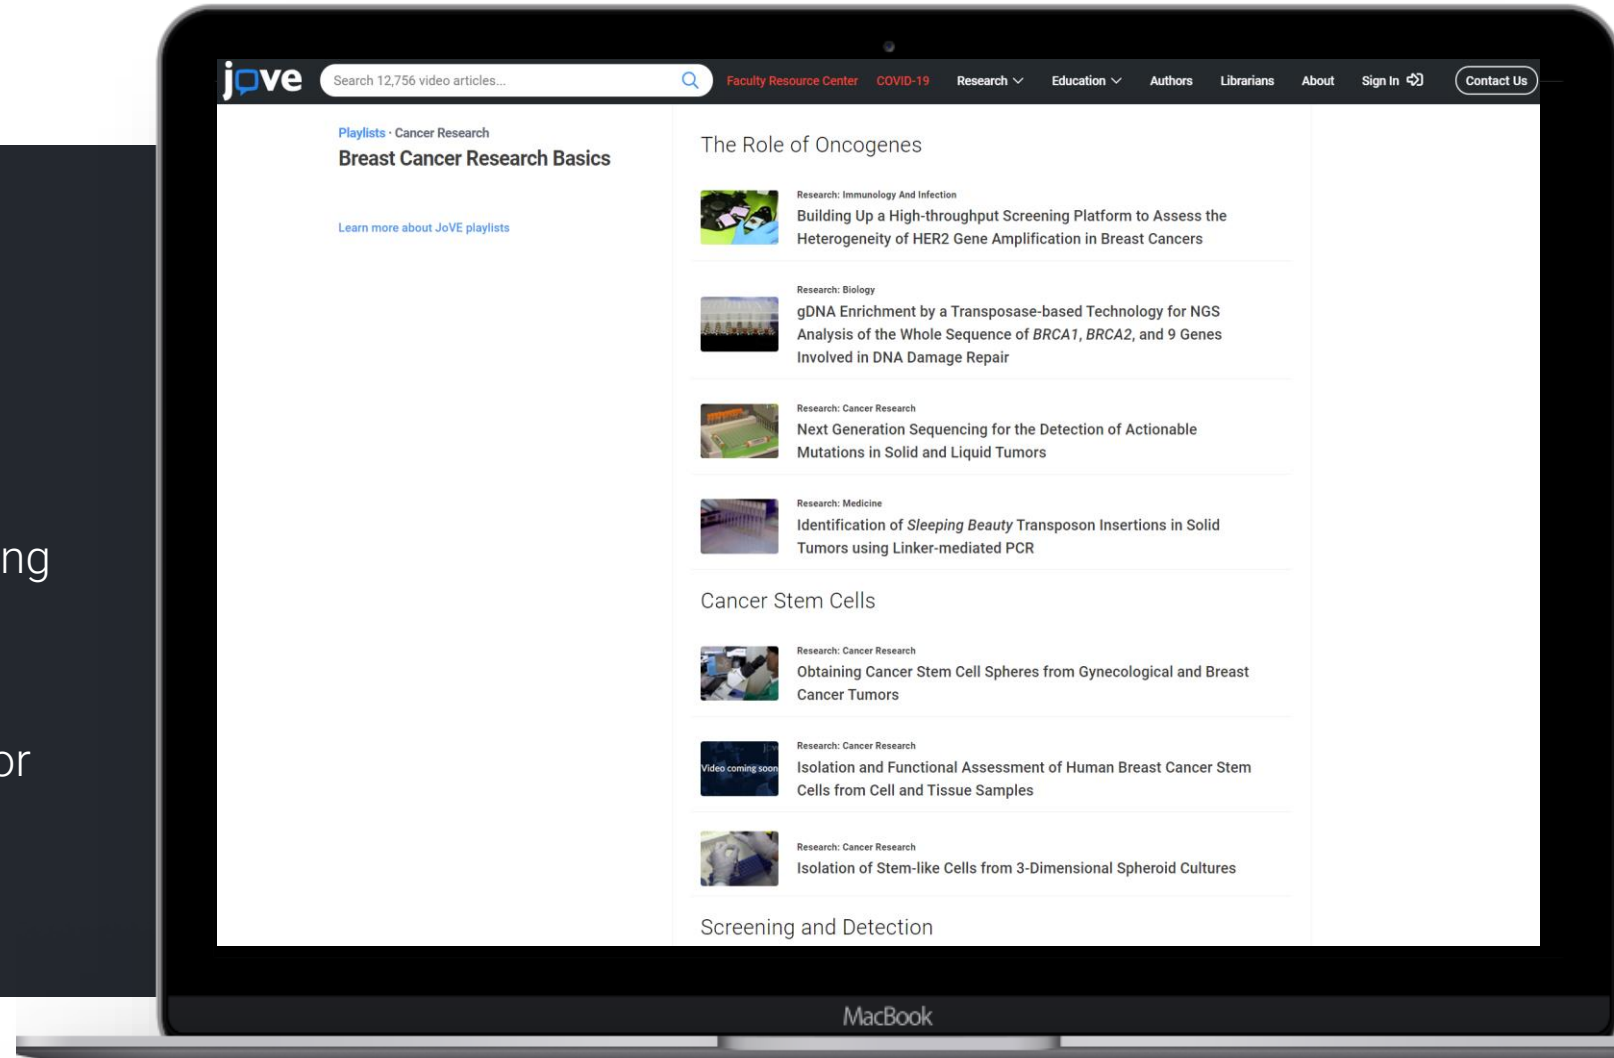 jove
Search 12,756 video articles...
Faculty Resource Center COVID-19 Research Education Authors Librarians About Sign In Contact Us
Playlists · Cancer Research
Breast Cancer Research Basics
Learn more about JoVE playlists
ng
or
The Role of Oncogenes
Research: Immunology And Infection
Building Up a High-throughput Screening Platform to Assess the
Heterogeneity of HER2 Gene Amplification in Breast Cancers
Research: Biology
gDNA Enrichment by a Transposase-based Technology for NGS
Analysis of the Whole Sequence of BRCA1, BRCA2, and 9 Genes
Involved in DNA Damage Repair
Research: Cancer Research
Next Generation Sequencing for the Detection of Actionable
Mutations in Solid and Liquid Tumors
Research: Medicine
Identification of Sleeping Beauty Transposon Insertions in Solid
Tumors using Linker-mediated PCR
Cancer Stem Cells
Research: Cancer Research
Obtaining Cancer Stem Cell Spheres from Gynecological and Breast
Cancer Tumors
jove
Video coming soon
Research: Cancer Research
Isolation and Functional Assessment of Human Breast Cancer Stem
Cells from Cell and Tissue Samples
Research: Cancer Research
Isolation of Stem-like Cells from 3-Dimensional Spheroid Cultures
Screening and Detection
MacBook